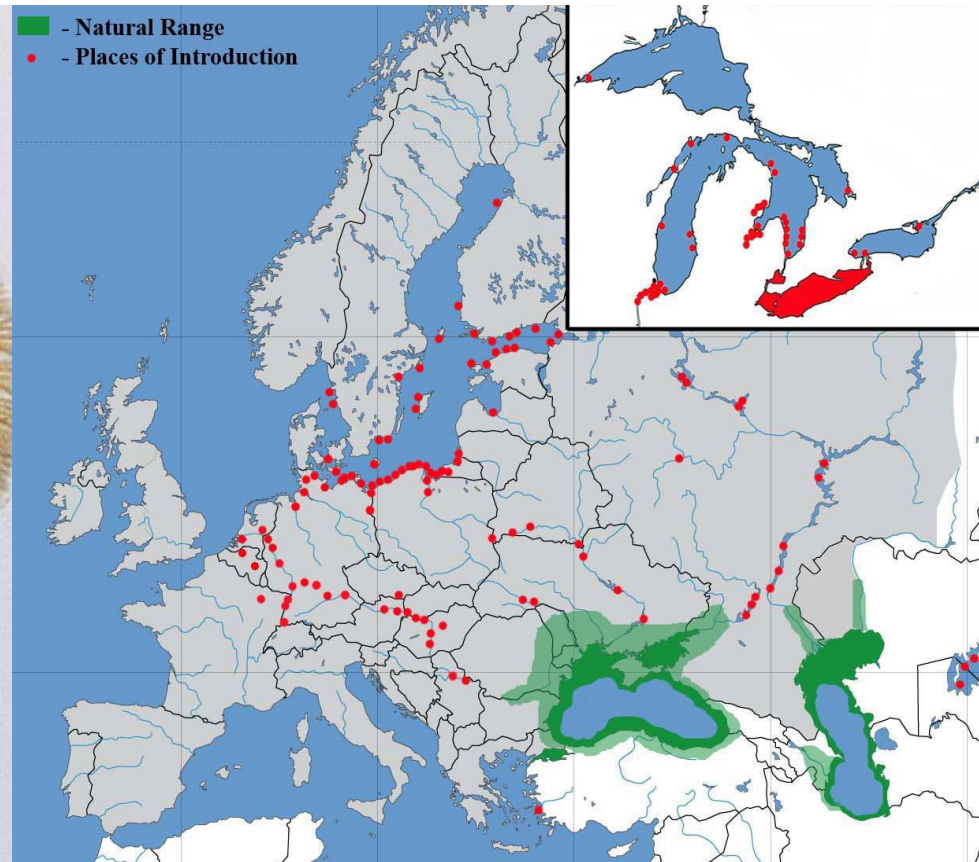 - Natural Range
- Places of Introduction